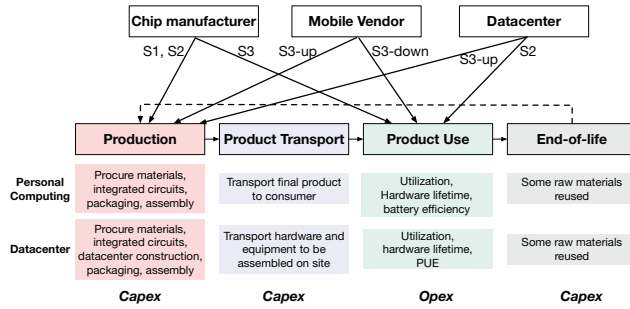 Chip manufacturer
Mobile Vendor
Datacenter
S1, S2
S3
S3-up
S3-down
S3-up
S2
Production
Product Transport
Product Use
End-of-life
Personal
Computing
Procure materials,
integrated circuits,
packaging, assembly
Transport final product
to consumer
Utilization,
Hardware lifetime,
battery efficiency
Some raw materials
reused
Datacenter
Procure materials,
integrated circuits,
datacenter construction,
packaging, assembly
Transport hardware and
equipment to be
assembled on site
Utilization,
hardware lifetime,
PUE
Some raw materials
reused
Capex
Capex
Opex
Capex